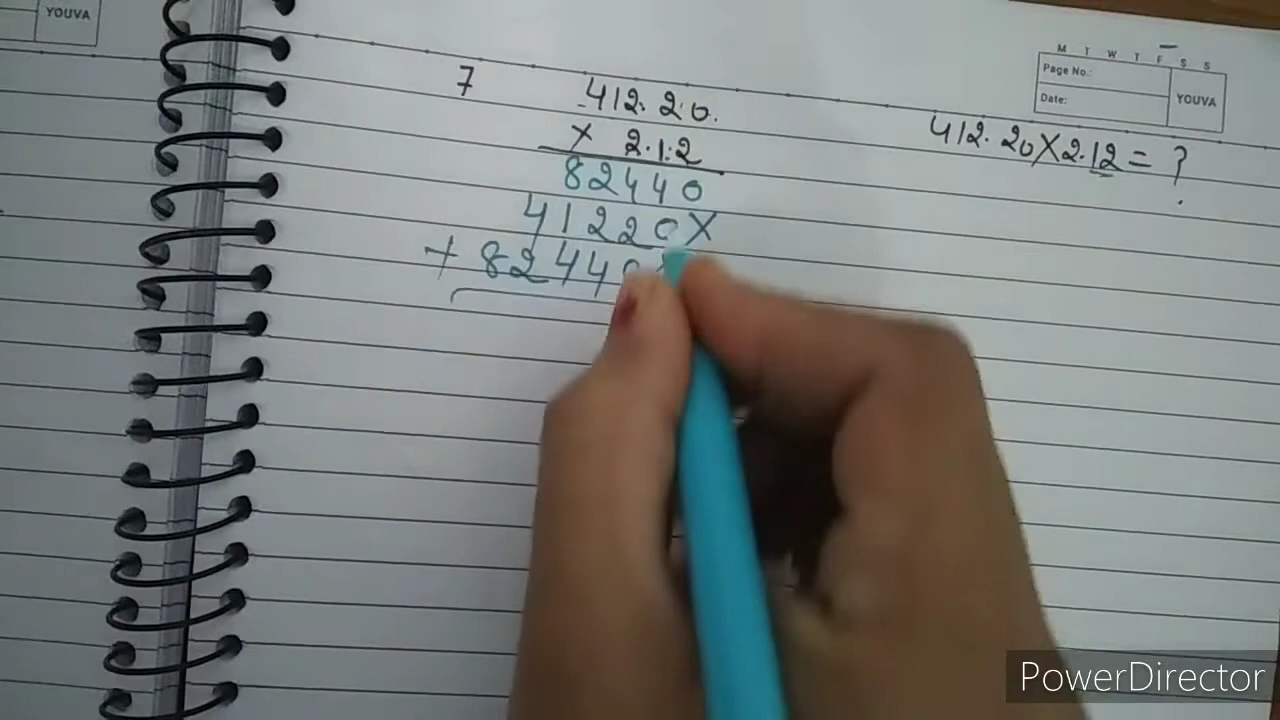 YOUVA
M T W T F S S
Page No.:
Date:
YOUVA
7
412.20.
X 2.1.2
82440
41220X
+ 8244
412.20X2.12=?
PowerDirector